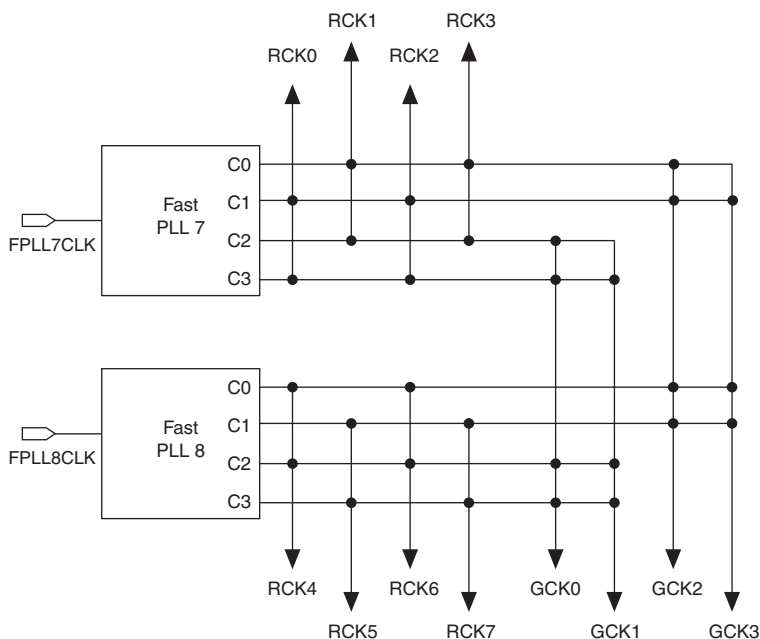 RCK1
RCK3
RCK0
RCK2
C0
C1
C2
C3
Fast
PLL 7
FPLL7CLK
C0
C1
C2
C3
Fast
PLL 8
FPLL8CLK
RCK4
RCK6
GCK0
GCK2
RCK5
RCK7
GCK1
GCK3